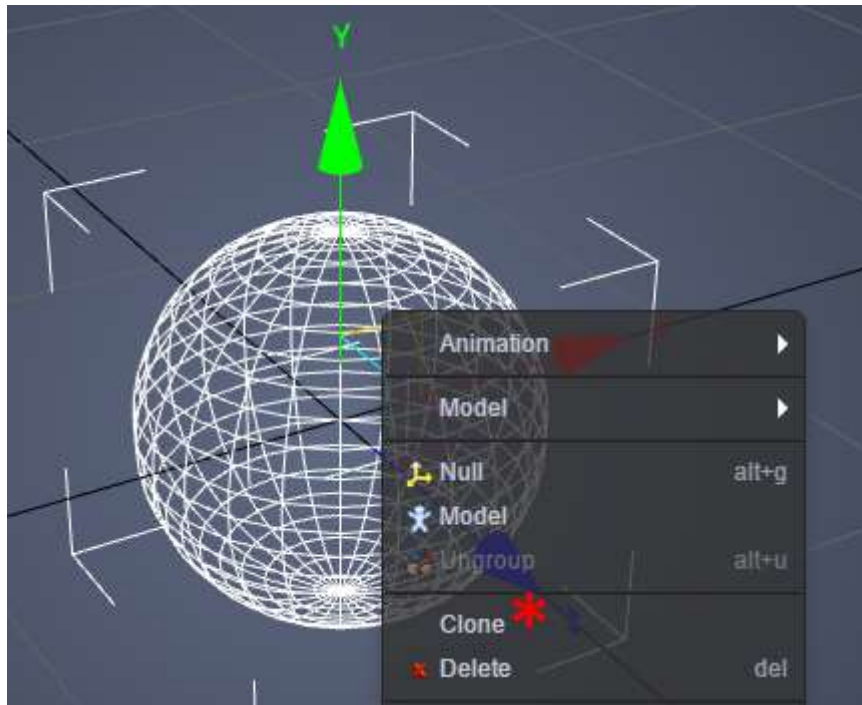 Y
Animation
Model
Null alt+g
Model
Ungroup alt+u
Clone
Delete del